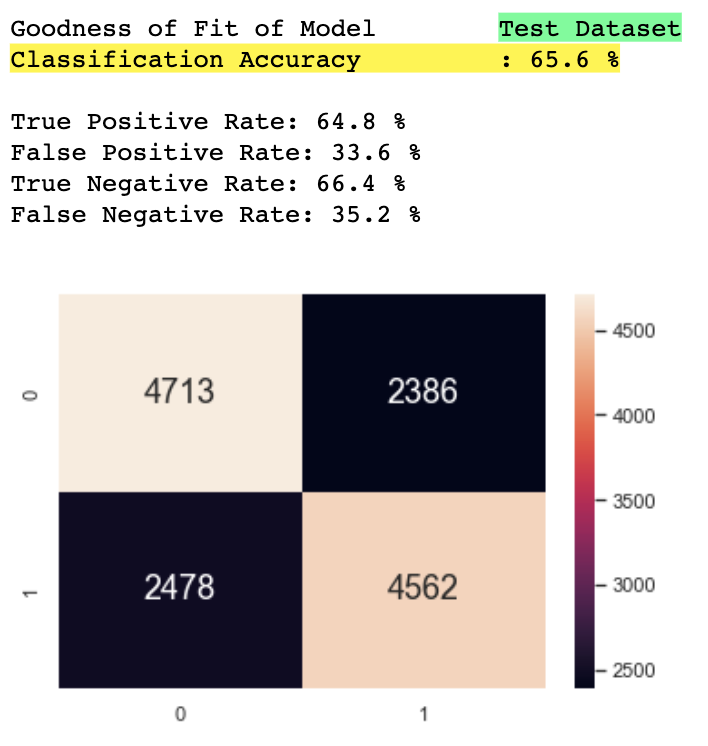 Goodness of Fit of Model        Test Dataset
Classification Accuracy         : 65.6 %
True Positive Rate: 64.8 %
False Positive Rate: 33.6 %
True Negative Rate: 66.4 %
False Negative Rate: 35.2 %
4500
0 4713 2386
4000
3500
1 2478 4562
3000
2500
0 1